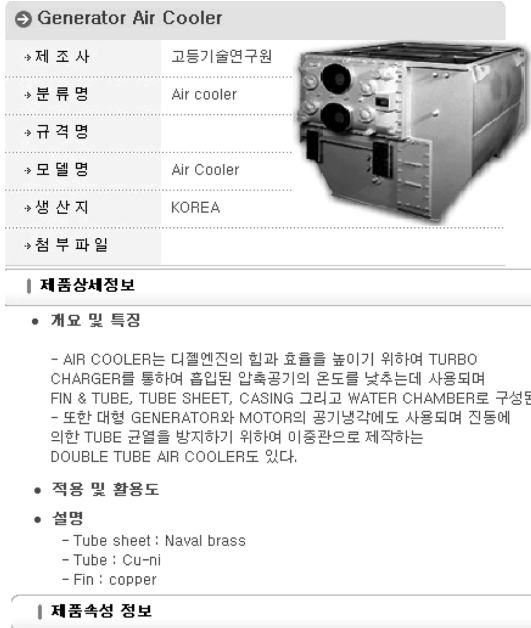 Generator Air Cooler
제 조 사 고등기술연구원
분 류 명 Air cooler
규 격 명
모 델 명 Air Cooler
생 산 지 KOREA
첨 부 파 일
제품상세정보
개요 및 특징
- AIR COOLER는 디젤엔진의 힘과 효율을 높이기 위하여 TURBO
CHARGER를 통하여 흡입된 압축공기의 온도를 낮추는데 사용되며
FIN & TUBE, TUBE SHEET, CASING 그리고 WATER CHAMBER로 구성된
- 또한 대형 GENERATOR와 MOTOR의 공기냉각에도 사용되며 진동에
의한 TUBE 균열을 방지하기 위하여 이중관으로 제작하는
DOUBLE TUBE AIR COOLER도 있다.
적용 및 활용도
설명
- Tube sheet : Naval brass
- Tube : Cu-ni
- Fin : copper
제품속성 정보